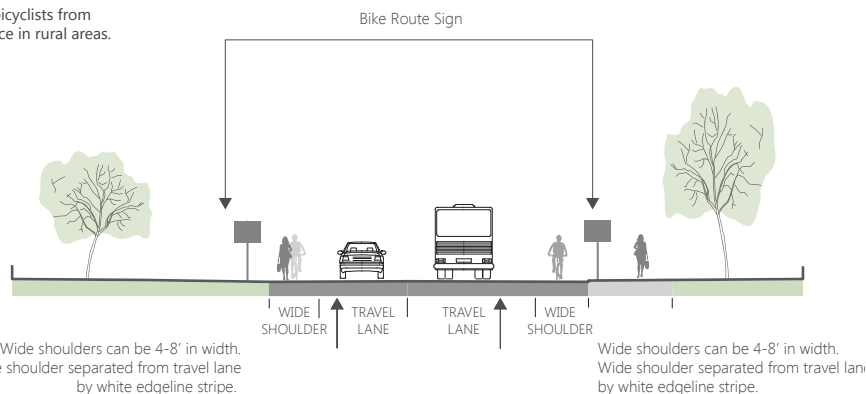 bicyclists from
in rural areas.
Bike Route Sign
WIDE
SHOULDER
TRAVEL
LANE
TRAVEL
LANE
WIDE
SHOULDER
Wide shoulders can be 4-8' in width.
shoulder separated from travel lane
by white edgeline stripe.
Wide shoulders can be 4-8' in width.
Wide shoulder separated from travel lane
by white edgeline stripe.